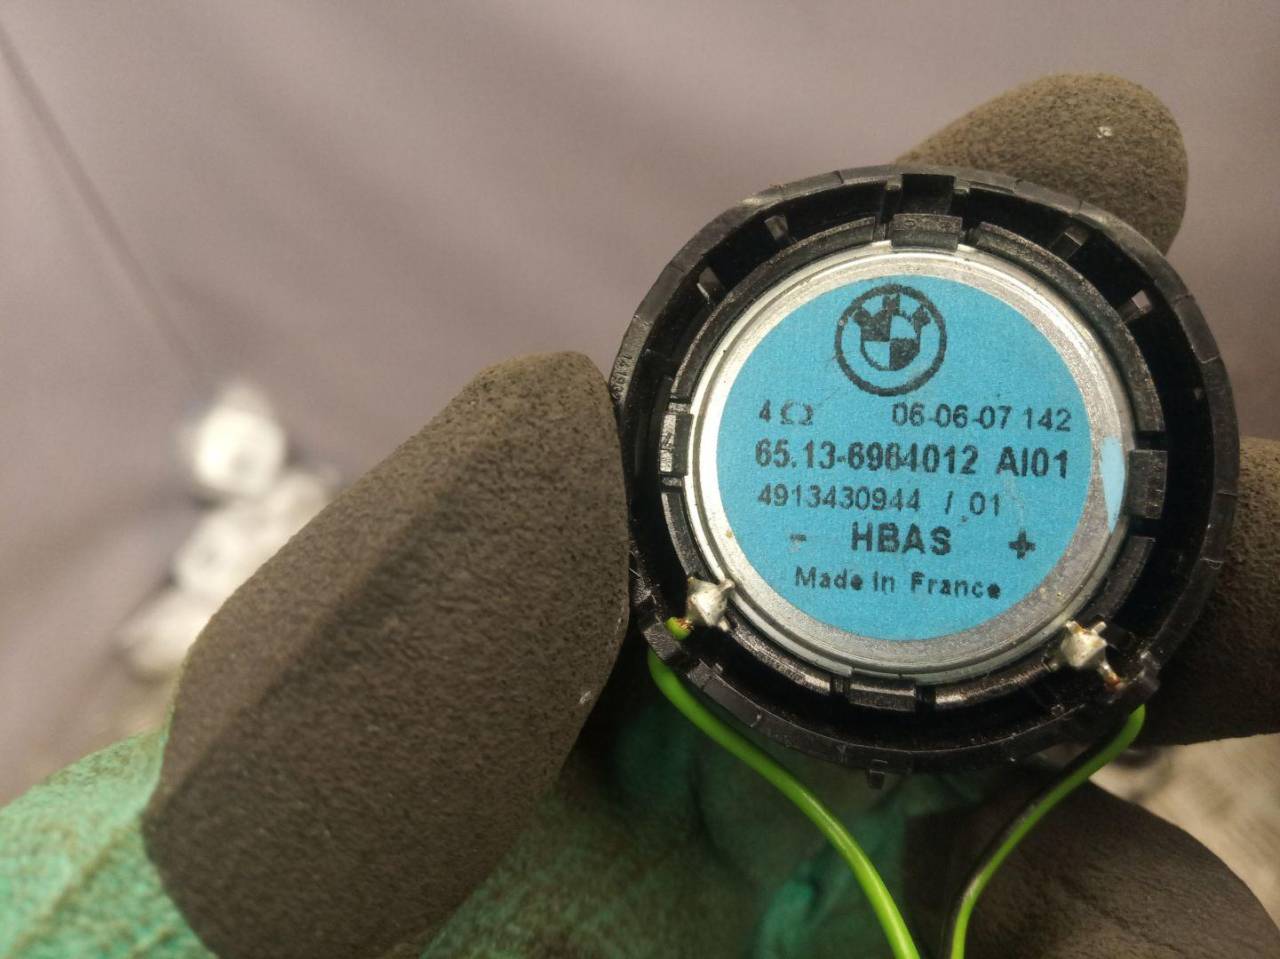 4 Ω 06-06-07 142
65.13-6964012 AI01
4913430944 / 01
- HBAS +
Made in France